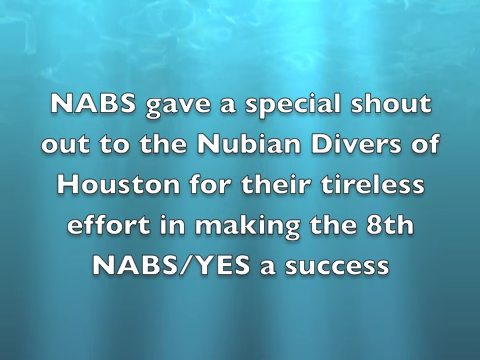 NABS gave a special shout
out to the Nubian Divers of
Houston for their tireless
effort in making the 8th
NABS/YES a success